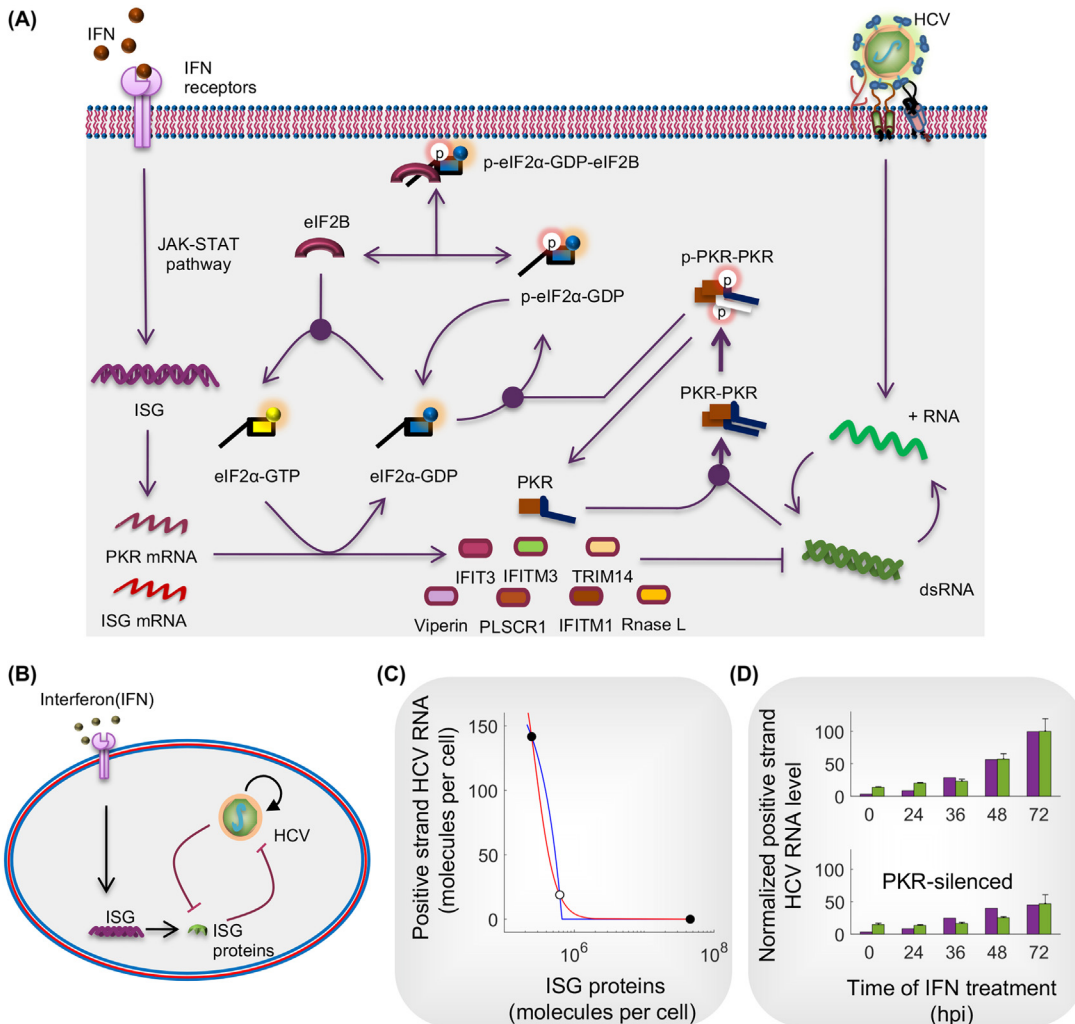 (A)
IFN
IFN
receptors
HCV
p
p-eIF2α-GDP-eIF2B
eIF2B
JAK-STAT
pathway
p
p-eIF2α-GDP
p-PKR-PKR
p
p
ISG
PKR-PKR
+ RNA
eIF2α-GTP
eIF2α-GDP
PKR
PKR mRNA
IFIT3
IFITM3
TRIM14
dsRNA
ISG mRNA
Viperin
PLSCR1
IFITM1
Rnase L
(B)
Interferon(IFN)
HCV
ISG
ISG
proteins
(C)
Positive strand HCV RNA
(molecules per cell)
150
100
50
0
10⁶
10⁸
ISG proteins
(molecules per cell)
(D)
Normalized positive strand
HCV RNA level
100
50
0
0 24 36 48 72
100
PKR-silenced
50
0
0 24 36 48 72
Time of IFN treatment
(hpi)